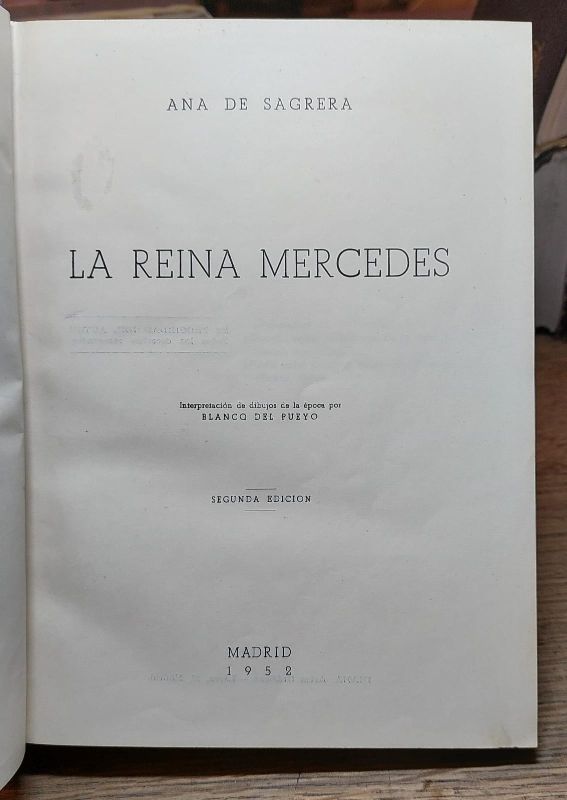 ANA DE SAGRERA
LA REINA MERCEDES
Interpretación de dibujos de la época por
BLANCO DEL PUEYO
SEGUNDA EDICION
MADRID
1952